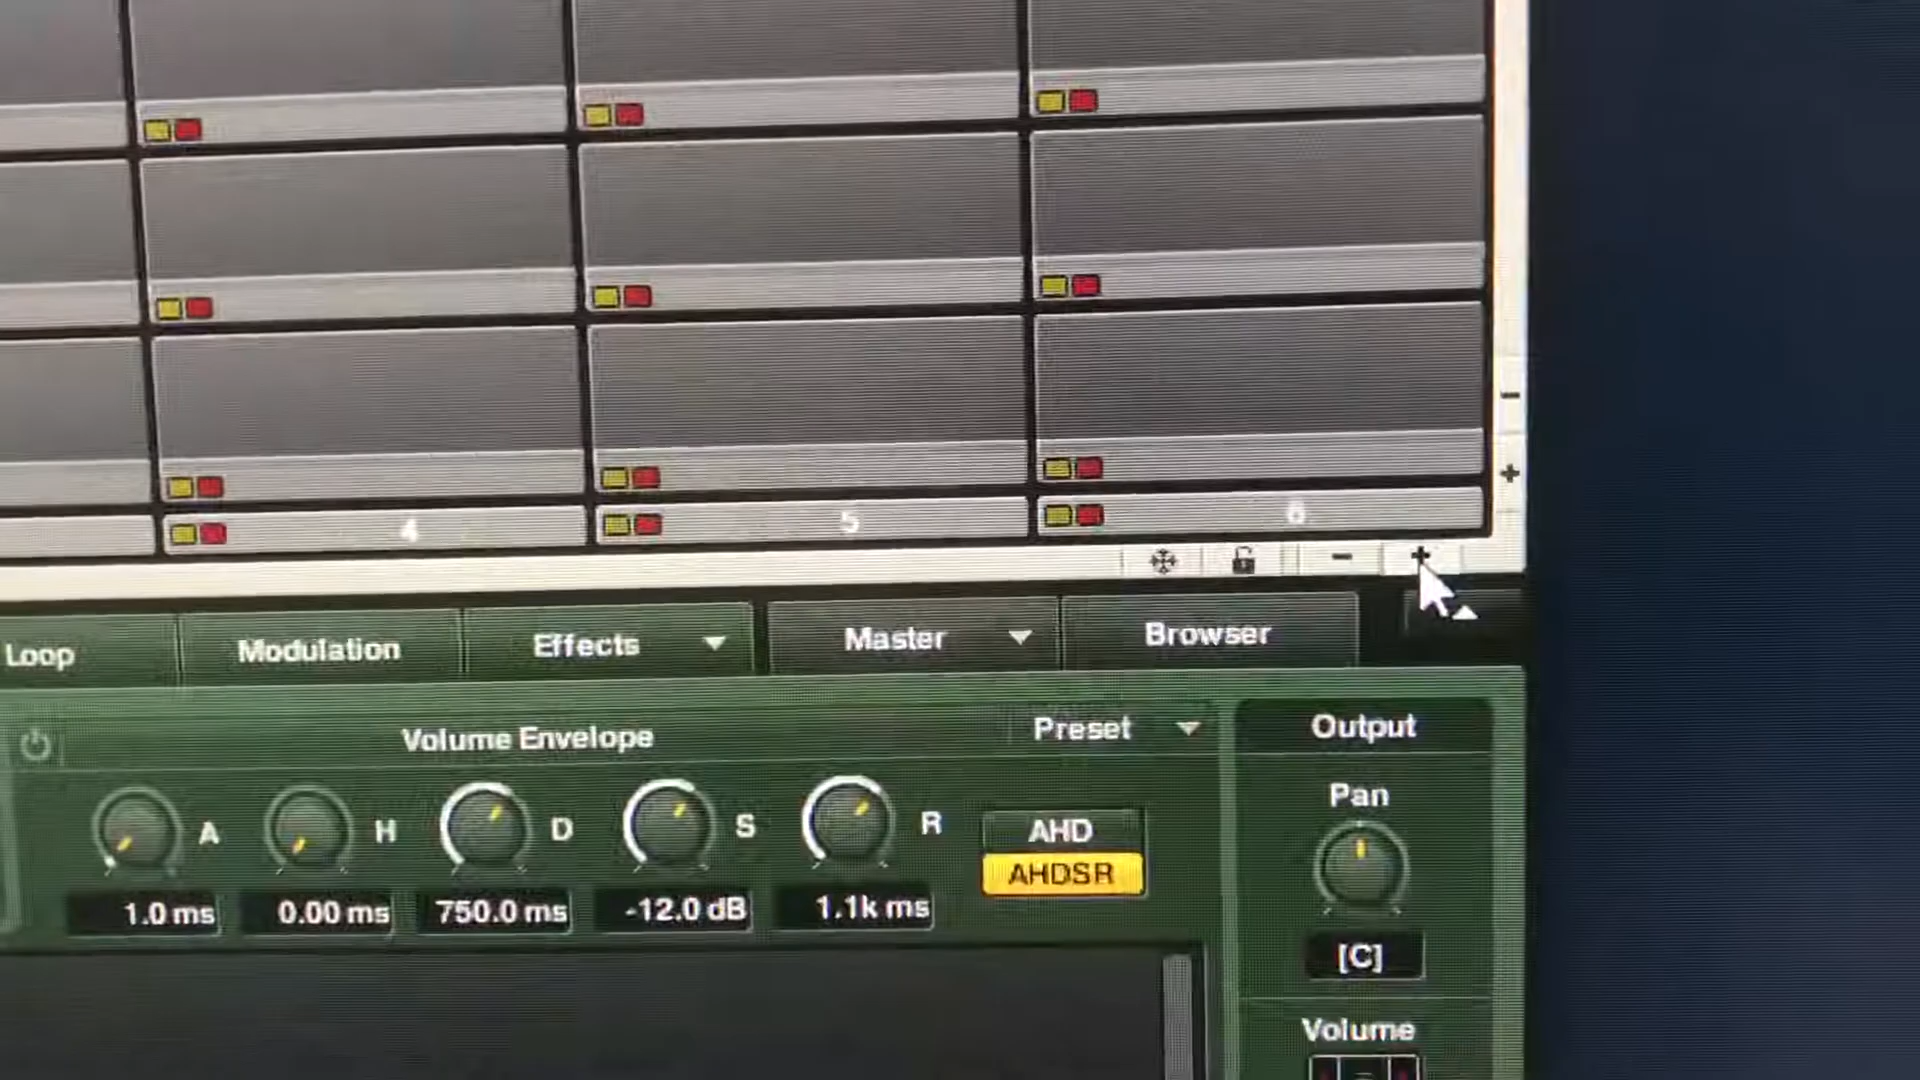 4 5 6
Loop Modulation Effects Master Browser
Volume Envelope Preset Output
Pan
A H D S R AHD
AHDSR
1.0 ms 0.00 ms 750.0 ms -12.0 dB 1.1k ms
[C]
Volume